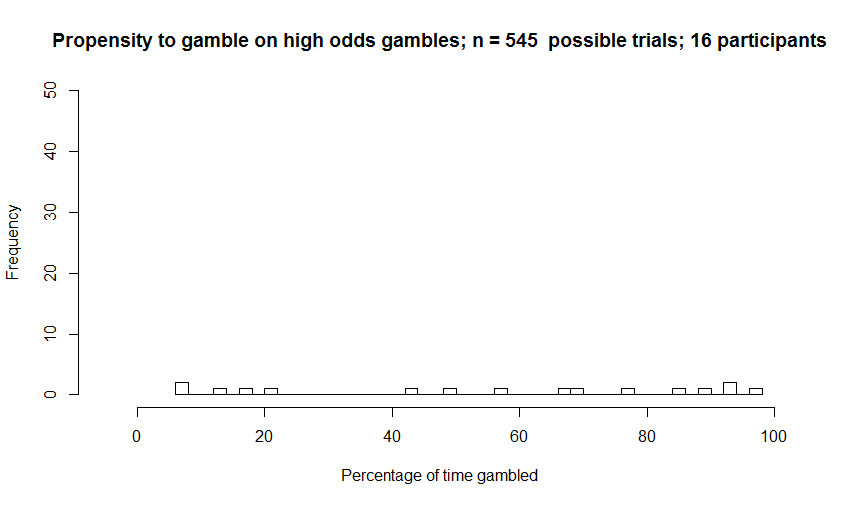 Propensity to gamble on high odds gambles; n = 545  possible trials; 16 participants
50
40
30
20
10
0
Frequency
0 20 40 60 80 100
Percentage of time gambled